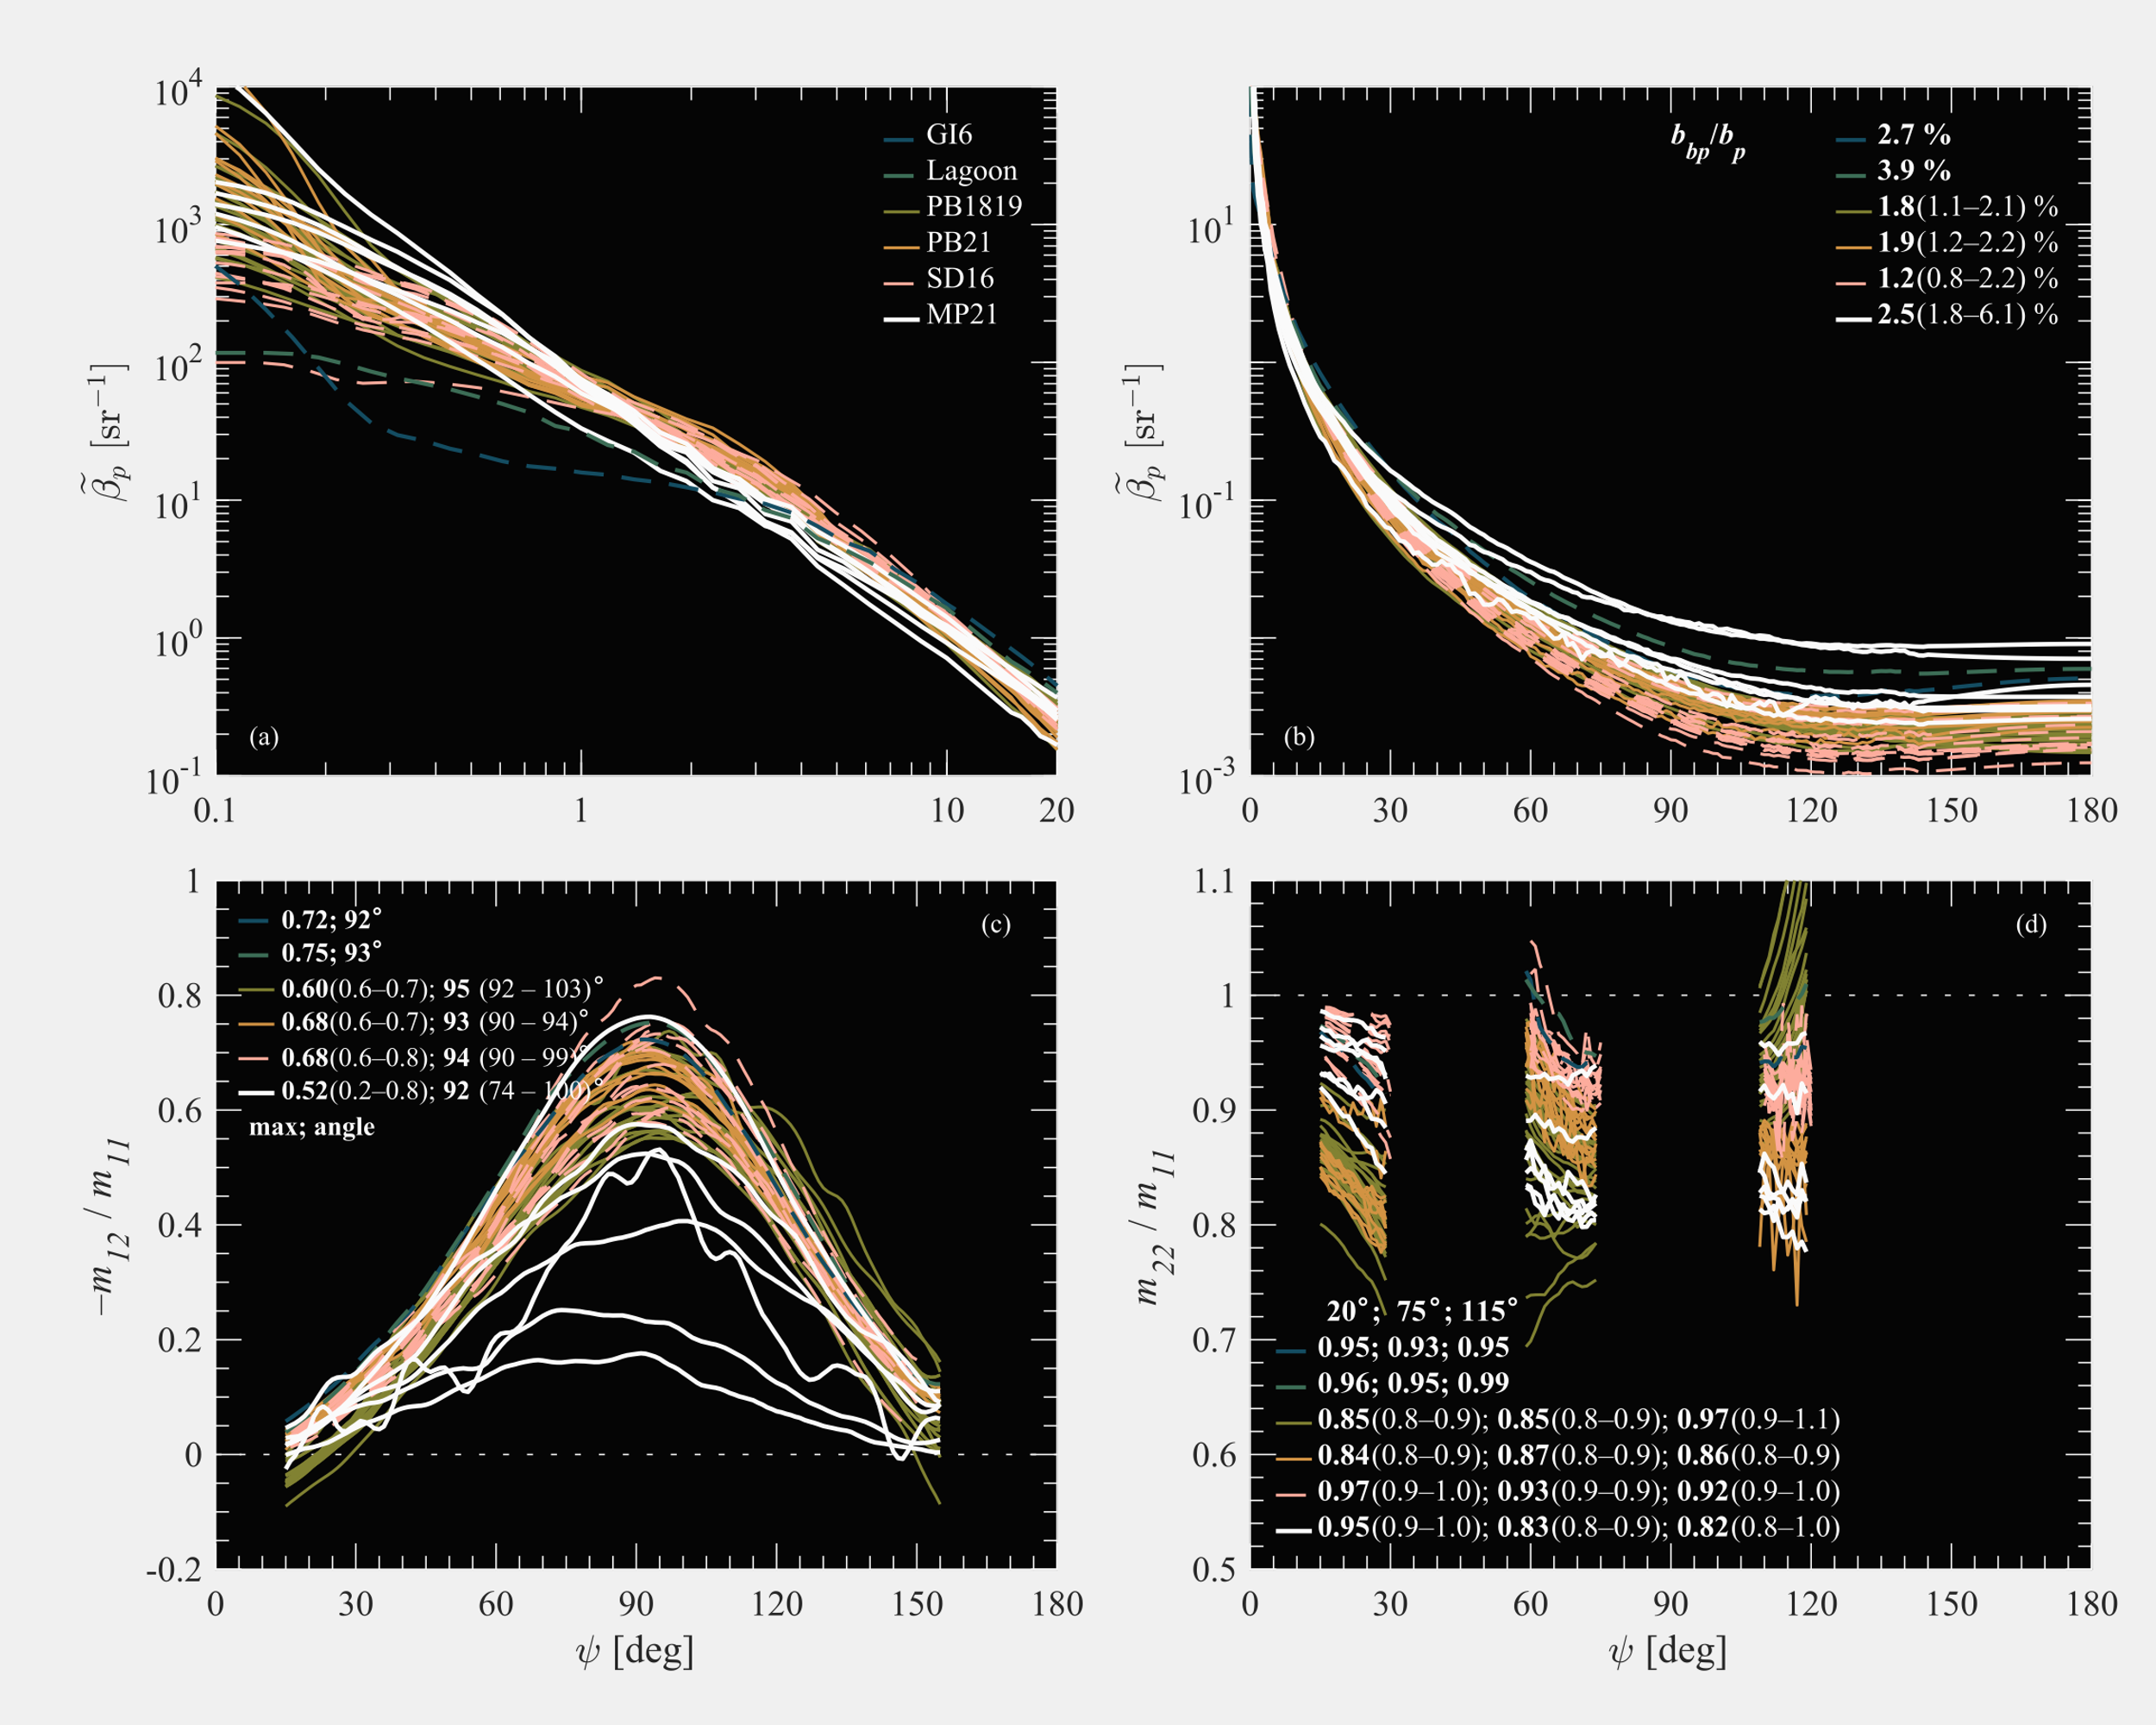 10^4
10^3
10^2
10^1
10^0
10^-1
β̃_p [sr^-1]
0.1 1 10 20
GI6
Lagoon
PB1819
PB21
SD16
MP21
(a)
10^1
10^-1
10^-3
β̃_p [sr^-1]
0 30 60 90 120 150 180
b_bp/b_p
2.7 %
3.9 %
1.8(1.1–2.1) %
1.9(1.2–2.2) %
1.2(0.8–2.2) %
2.5(1.8–6.1) %
(b)
1
0.8
0.6
0.4
0.2
0
-0.2
−m_12 / m_11
0.72; 92°
0.75; 93°
0.60(0.6–0.7); 95 (92 – 103)°
0.68(0.6–0.7); 93 (90 – 94)°
0.68(0.6–0.8); 94 (90 – 99)°
0.52(0.2–0.8); 92 (74 – 100)°
max; angle
(c)
0 30 60 90 120 150 180
ψ [deg]
1.1
1
0.9
0.8
0.7
0.6
0.5
m_22 / m_11
(d)
20°; 75°; 115°
0.95; 0.93; 0.95
0.96; 0.95; 0.99
0.85(0.8–0.9); 0.85(0.8–0.9); 0.97(0.9–1.1)
0.84(0.8–0.9); 0.87(0.8–0.9); 0.86(0.8–0.9)
0.97(0.9–1.0); 0.93(0.9–0.9); 0.92(0.9–1.0)
0.95(0.9–1.0); 0.83(0.8–0.9); 0.82(0.8–1.0)
0 30 60 90 120 150 180
ψ [deg]